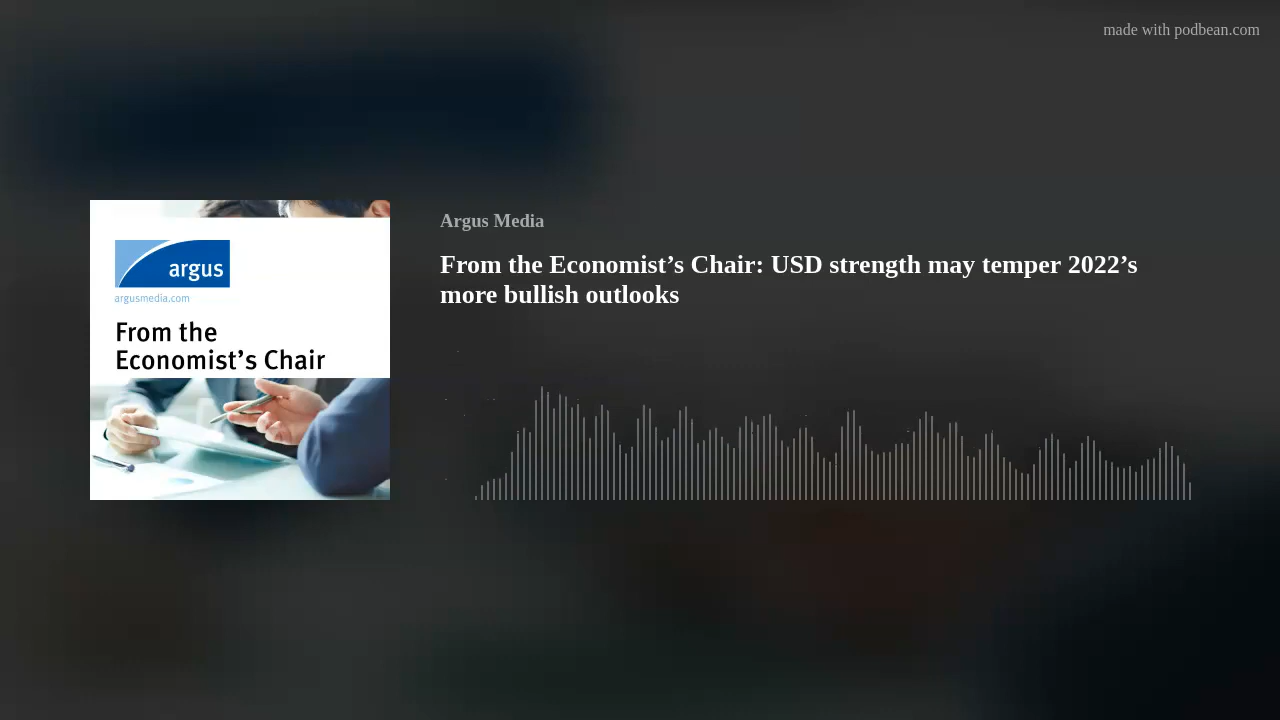 made with podbean.com
argus
argusmedia.com
From the
Economist’s Chair
Argus Media
From the Economist’s Chair: USD strength may temper 2022’s
more bullish outlooks